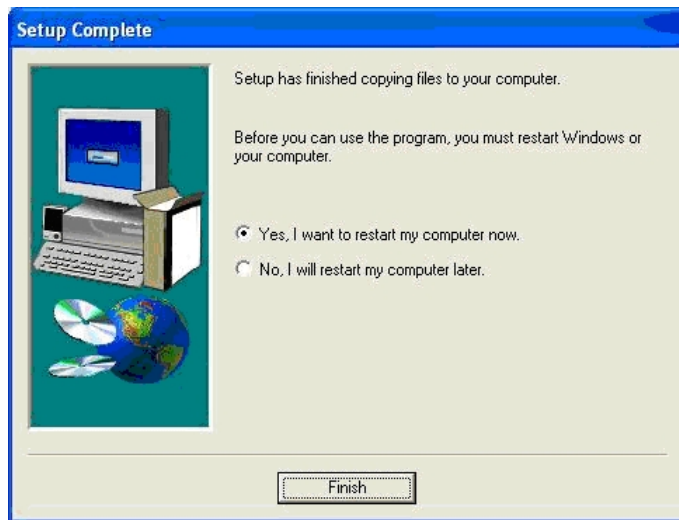 Setup Complete
Setup has finished copying files to your computer.
Before you can use the program, you must restart Windows or
your computer.
Yes, I want to restart my computer now.
No, I will restart my computer later.
Finish